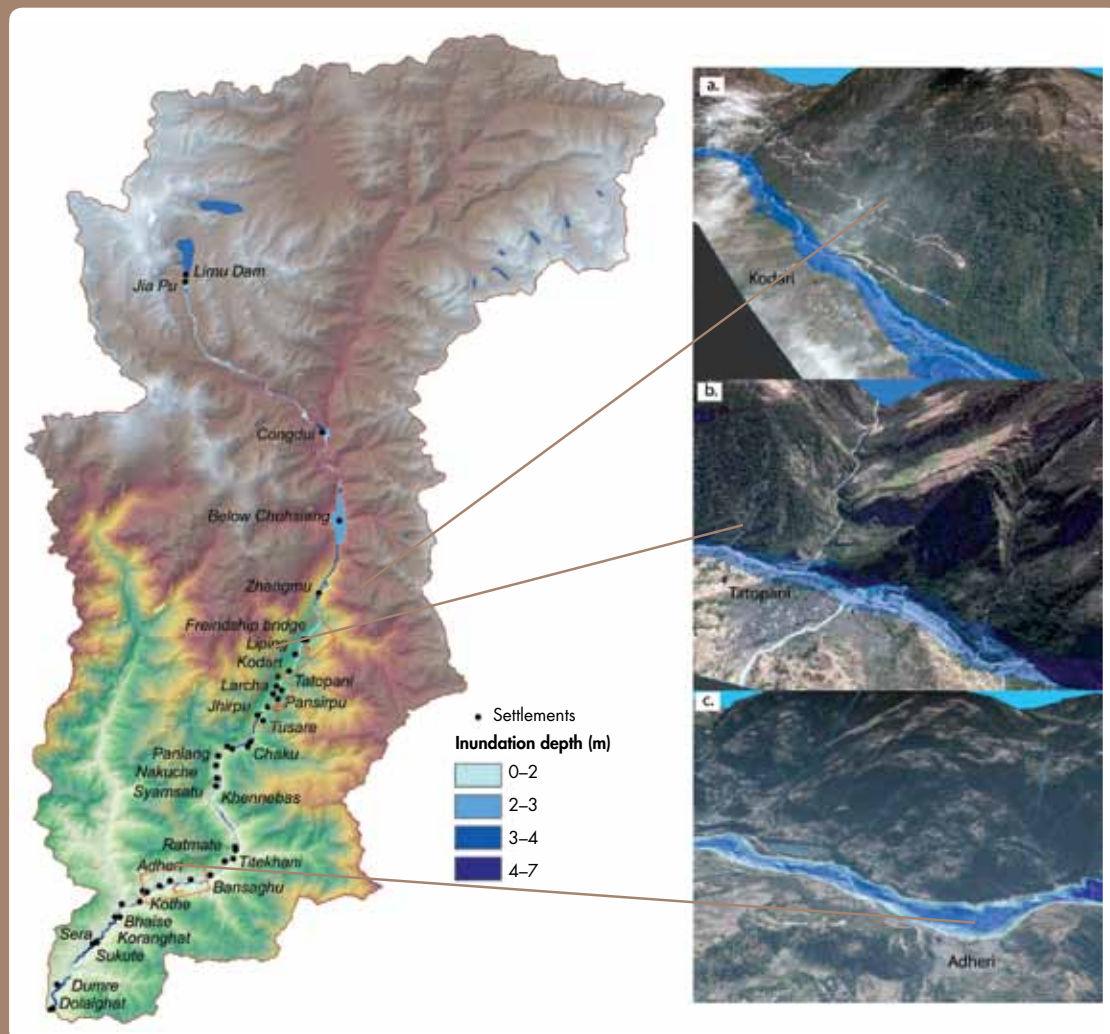 Limu Dam
Jia Pu
Congdui
Below Chuhsiang
Zhangmu
Freindship bridge
Liping
Kodari
Tatopani
Larcha
Pansirpu
Jhirpu
Tusare
Panlang
Chaku
Nakuche
Syamsatu
Khennebas
Ratmate
Titekhani
Adheri
Bansaghu
Kothe
Bhaise
Sera
Koranghat
Sukute
Dumre
Dolalghat
Settlements
Inundation depth (m)
0–2
2–3
3–4
4–7
a.
Kodari
b.
Tatopani
c.
Adheri